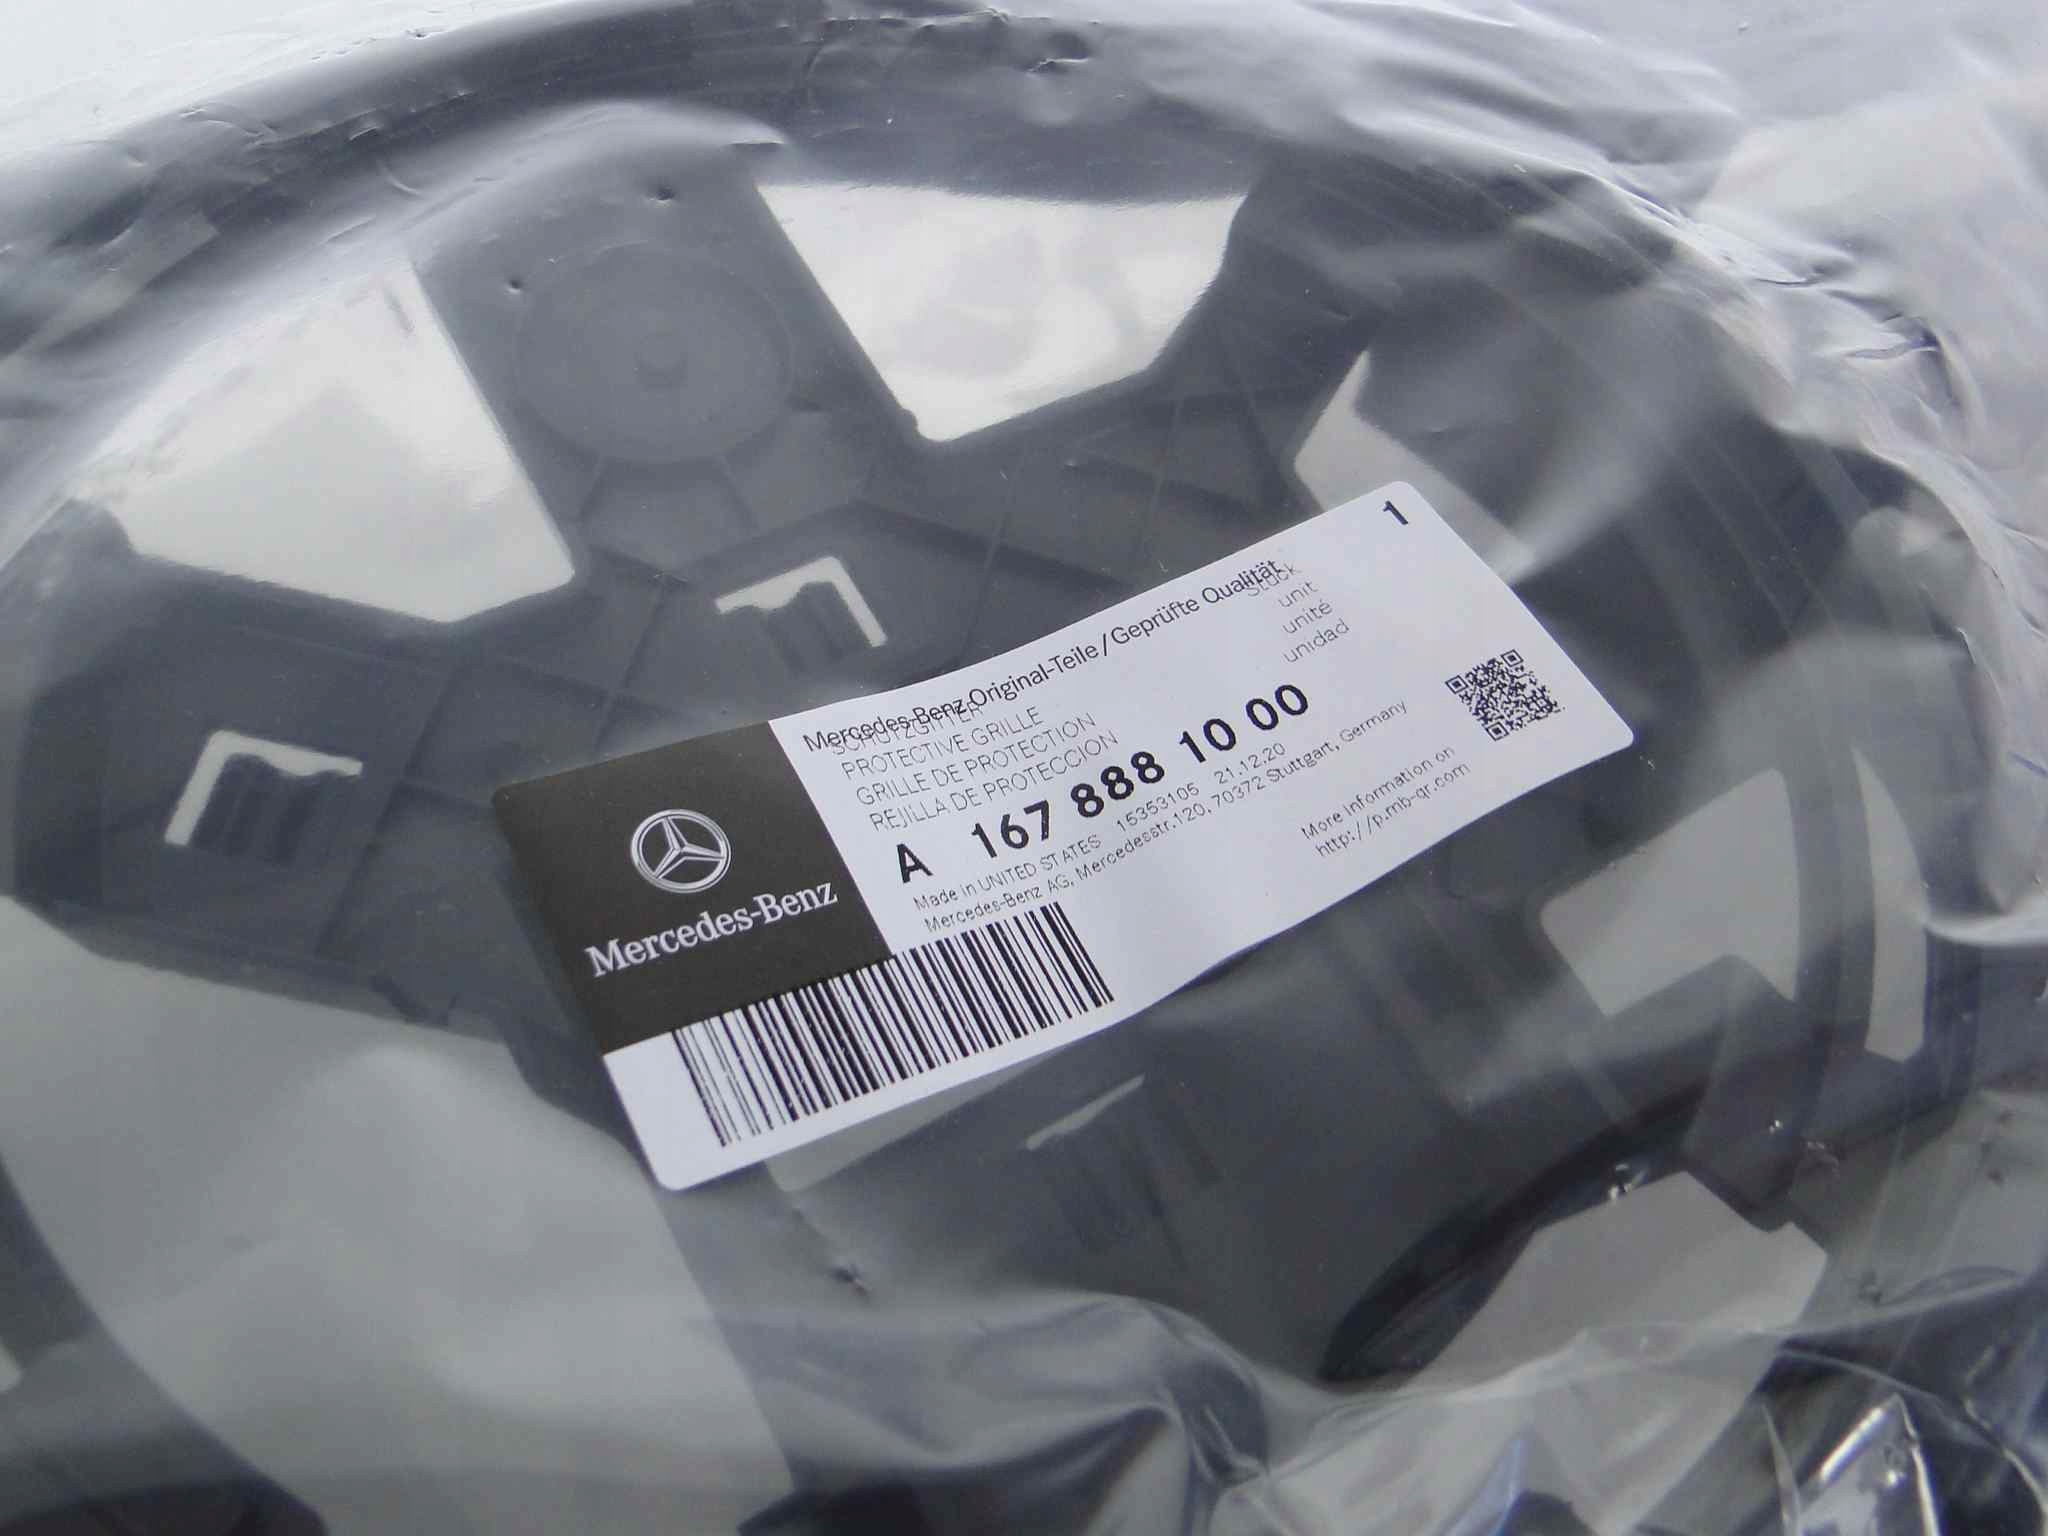 Mercedes-Benz Original-Teile/Geprüfte Qualität
1
Stück
unit
unité
unidad
SCHUTZGITTER
PROTECTIVE GRILLE
GRILLE DE PROTECTION
REJILLA DE PROTECCION
A 167 888 10 00
Made in UNITED STATES 15353105 21.12.20
Mercedes-Benz AG, Mercedesstr.120, 70372 Stuttgart, Germany
More information on
http://p.mb-qr.com
Mercedes-Benz